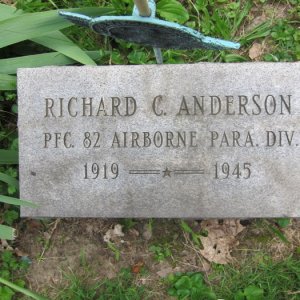 RICHARD C. ANDERSON
PFC. 82 AIRBORNE PARA. DIV.
1919 ★ 1945